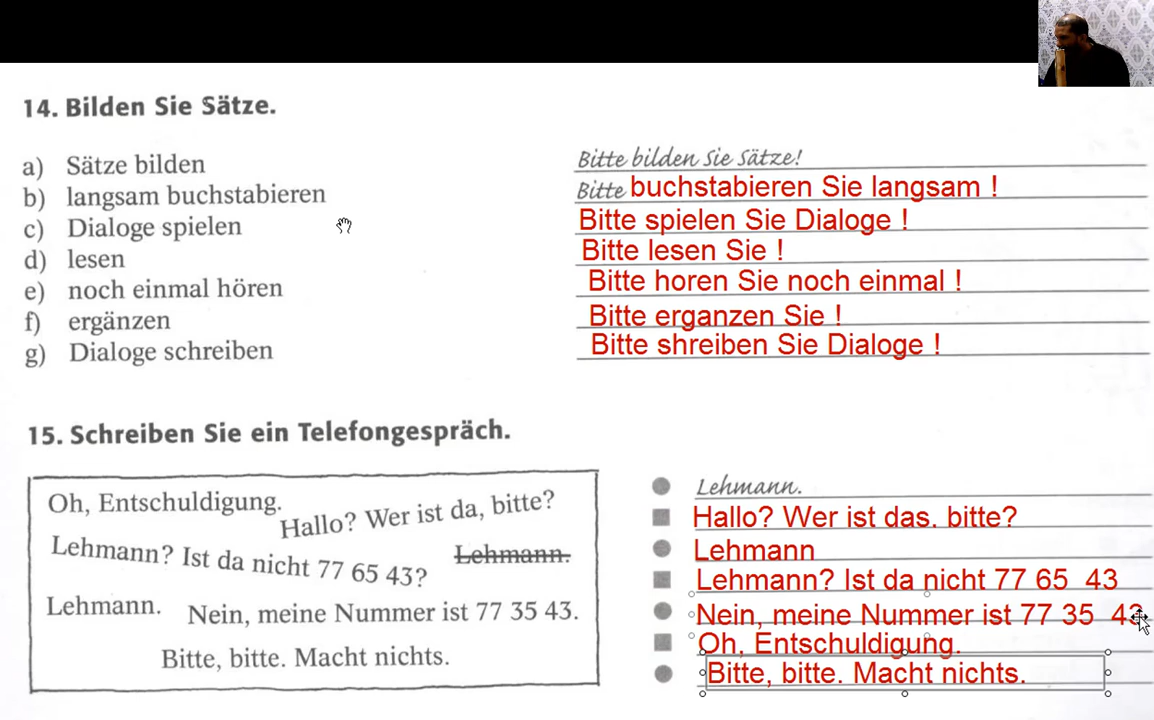 14. Bilden Sie Sätze.
a) Sätze bilden
Bitte bilden Sie Sätze!
b) langsam buchstabieren
Bitte buchstabieren Sie langsam !
c) Dialoge spielen
Bitte spielen Sie Dialoge !
d) lesen
Bitte lesen Sie !
e) noch einmal hören
Bitte horen Sie noch einmal !
f) ergänzen
Bitte erganzen Sie !
g) Dialoge schreiben
Bitte shreiben Sie Dialoge !
15. Schreiben Sie ein Telefongespräch.
Oh, Entschuldigung.
Hallo? Wer ist da, bitte?
Lehmann? Ist da nicht 77 65 43?
Lehmann.
Lehmann.
Nein, meine Nummer ist 77 35 43.
Bitte, bitte. Macht nichts.
Lehmann.
Hallo? Wer ist das. bitte?
Lehmann
Lehmann? Ist da nicht 77 65 43
Nein, meine Nummer ist 77 35 43
Oh, Entschuldigung.
Bitte, bitte. Macht nichts.